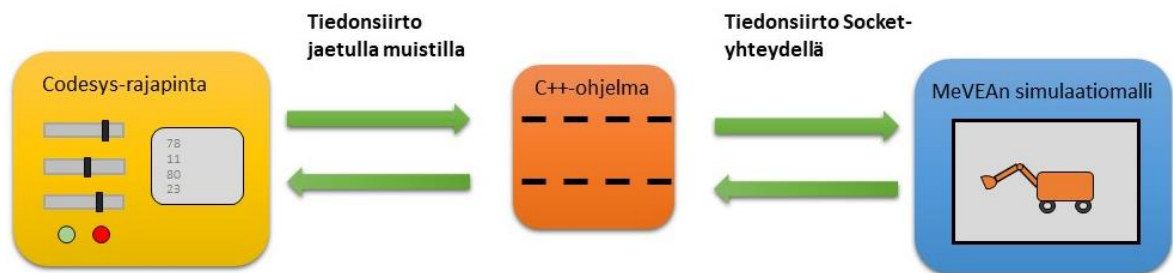 Tiedonsiirto
jaetulla muistilla
Tiedonsiirto Socket-
yhteydellä
Codesys-rajapinta
78
11
80
23
C++-ohjelma
MeVEAn simulaatiomalli